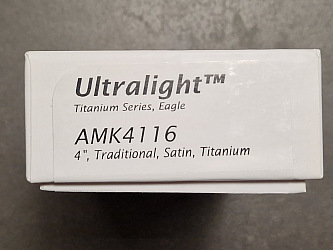 Ultralight™
Titanium Series, Eagle
AMK4116
4", Traditional, Satin, Titanium